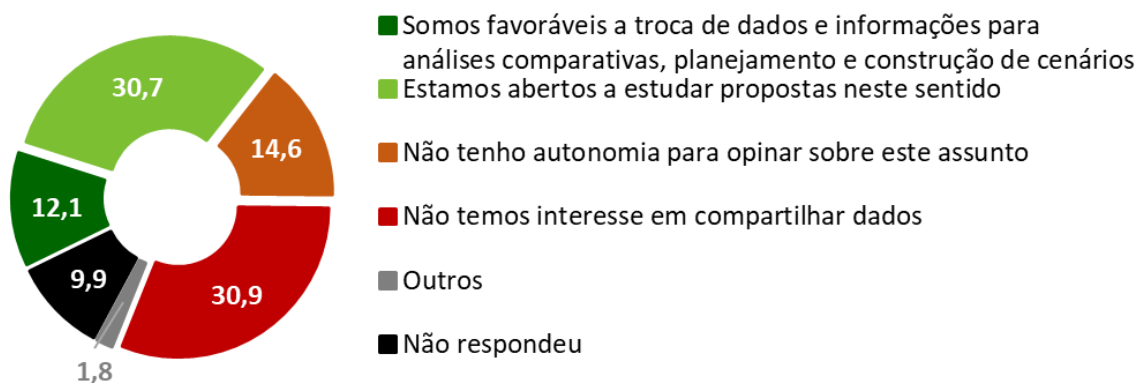 30,7
14,6
12,1
9,9
30,9
1,8
Somos favoráveis a troca de dados e informações para
análises comparativas, planejamento e construção de cenários
Estamos abertos a estudar propostas neste sentido
Não tenho autonomia para opinar sobre este assunto
Não temos interesse em compartilhar dados
Outros
Não respondeu